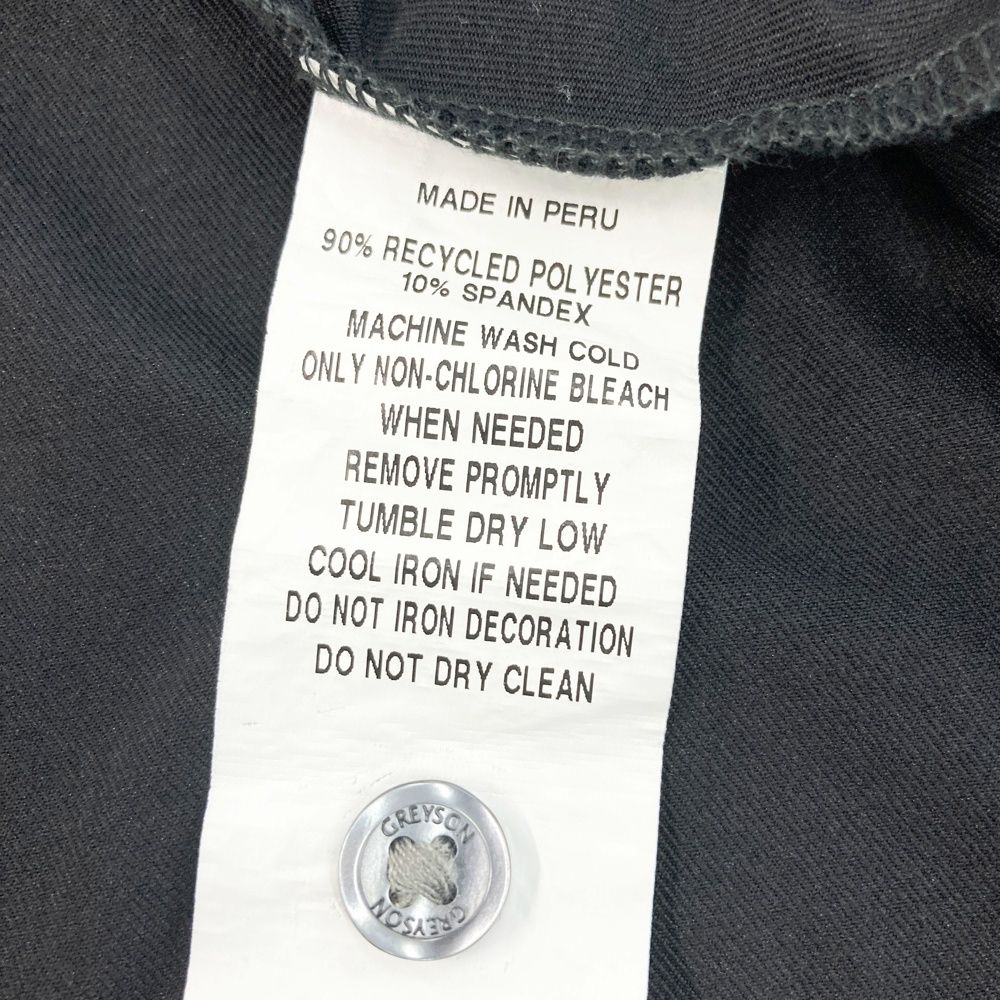 MADE IN PERU
90% RECYCLED POLYESTER
10% SPANDEX
MACHINE WASH COLD
ONLY NON-CHLORINE BLEACH
WHEN NEEDED
REMOVE PROMPTLY
TUMBLE DRY LOW
COOL IRON IF NEEDED
DO NOT IRON DECORATION
DO NOT DRY CLEAN
GREYSON
GREYSON